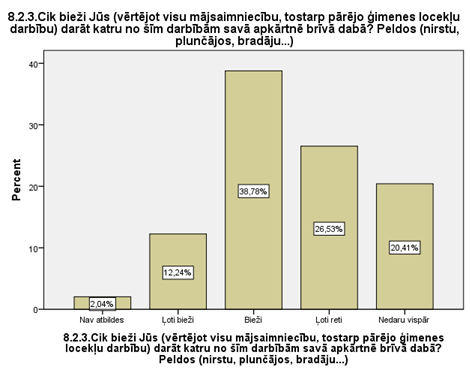 8.2.3.Cik bieži Jūs (vērtējot visu mājsaimniecību, tostarp pārējo ģimenes locekļu
darbību) darāt katru no šīm darbībām savā apkārtnē brīvā dabā? Peldos (nirstu,
plunčājos, bradāju...)
Percent
40
30
20
10
0
2,04%
12,24%
38,78%
26,53%
20,41%
Nav atbildes
Ļoti bieži
Bieži
Ļoti reti
Nedaru vispār
8.2.3.Cik bieži Jūs (vērtējot visu mājsaimniecību, tostarp pārējo ģimenes
locekļu darbību) darāt katru no šīm darbībām savā apkārtnē brīvā dabā?
Peldos (nirstu, plunčājos, bradāju...)